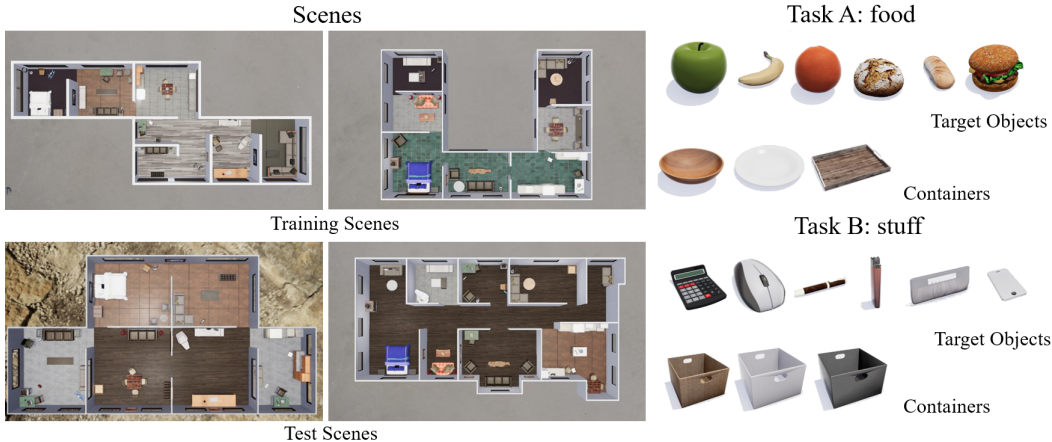 Scenes
Training Scenes
Test Scenes
Task A: food
Target Objects
Containers
Task B: stuff
Target Objects
Containers